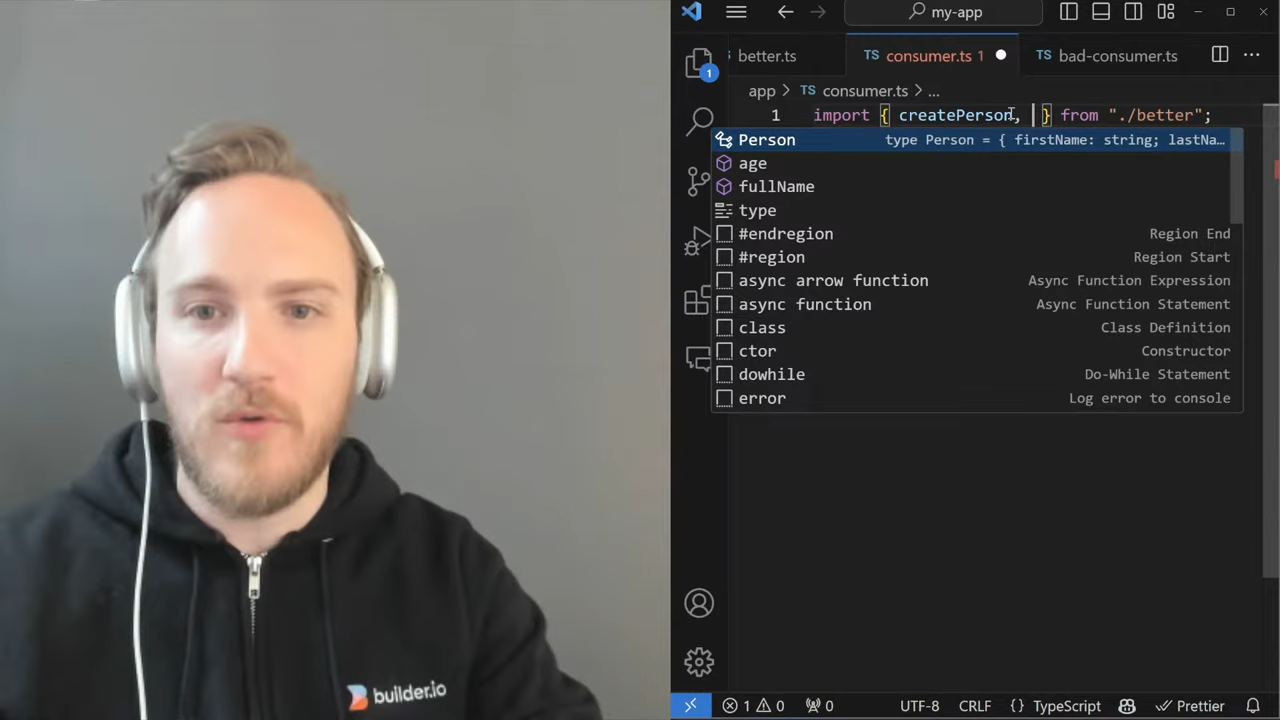 my-app
better.ts
TS consumer.ts 1
TS bad-consumer.ts
app > TS consumer.ts > ...
1 import { createPerson, } from "./better";
Person type Person = { firstName: string; lastNa…
age
fullName
type
#endregion Region End
#region Region Start
async arrow function Async Function Expression
async function Async Function Statement
class Class Definition
ctor Constructor
dowhile Do-While Statement
error Log error to console
1
builder.io
1 0 0 UTF-8 CRLF {} TypeScript Prettier